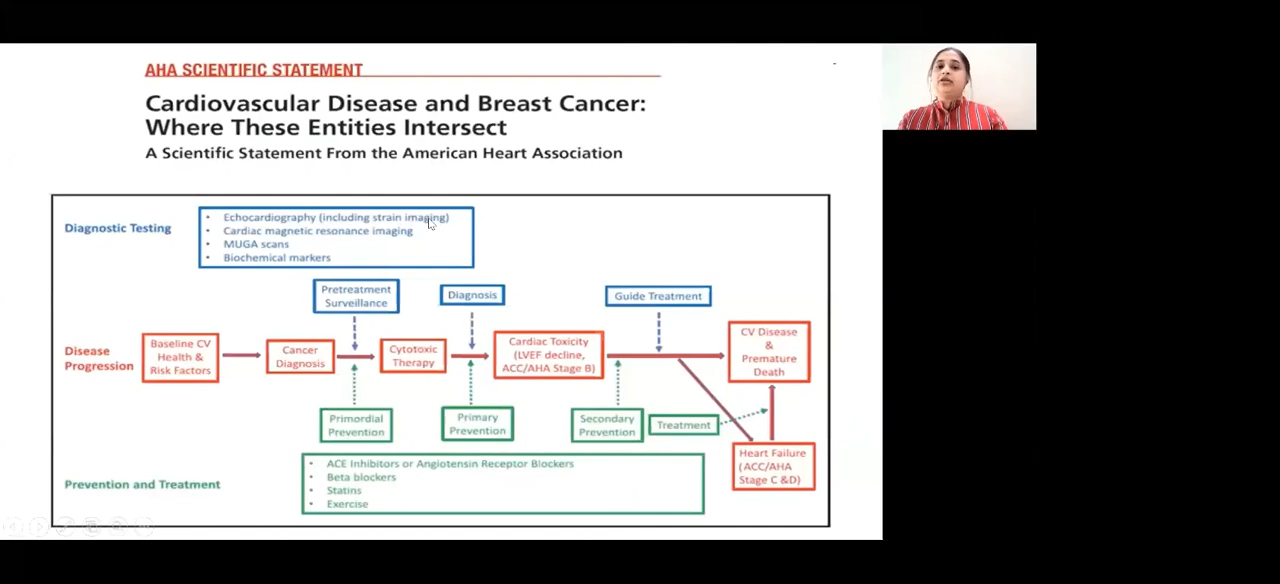 AHA SCIENTIFIC STATEMENT
Cardiovascular Disease and Breast Cancer:
Where These Entities Intersect
A Scientific Statement From the American Heart Association
Diagnostic Testing
• Echocardiography (including strain imaging)
• Cardiac magnetic resonance imaging
• MUGA scans
• Biochemical markers
Pretreatment
Surveillance
Diagnosis
Guide Treatment
Disease
Progression
Baseline CV
Health &
Risk Factors
Cancer
Diagnosis
Cytotoxic
Therapy
Cardiac Toxicity
(LVEF decline,
ACC/AHA Stage B)
CV Disease
&
Premature
Death
Primordial
Prevention
Primary
Prevention
Secondary
Prevention
Treatment
Heart Failure
(ACC/AHA
Stage C &D)
Prevention and Treatment
• ACE Inhibitors or Angiotensin Receptor Blockers
• Beta blockers
• Statins
• Exercise